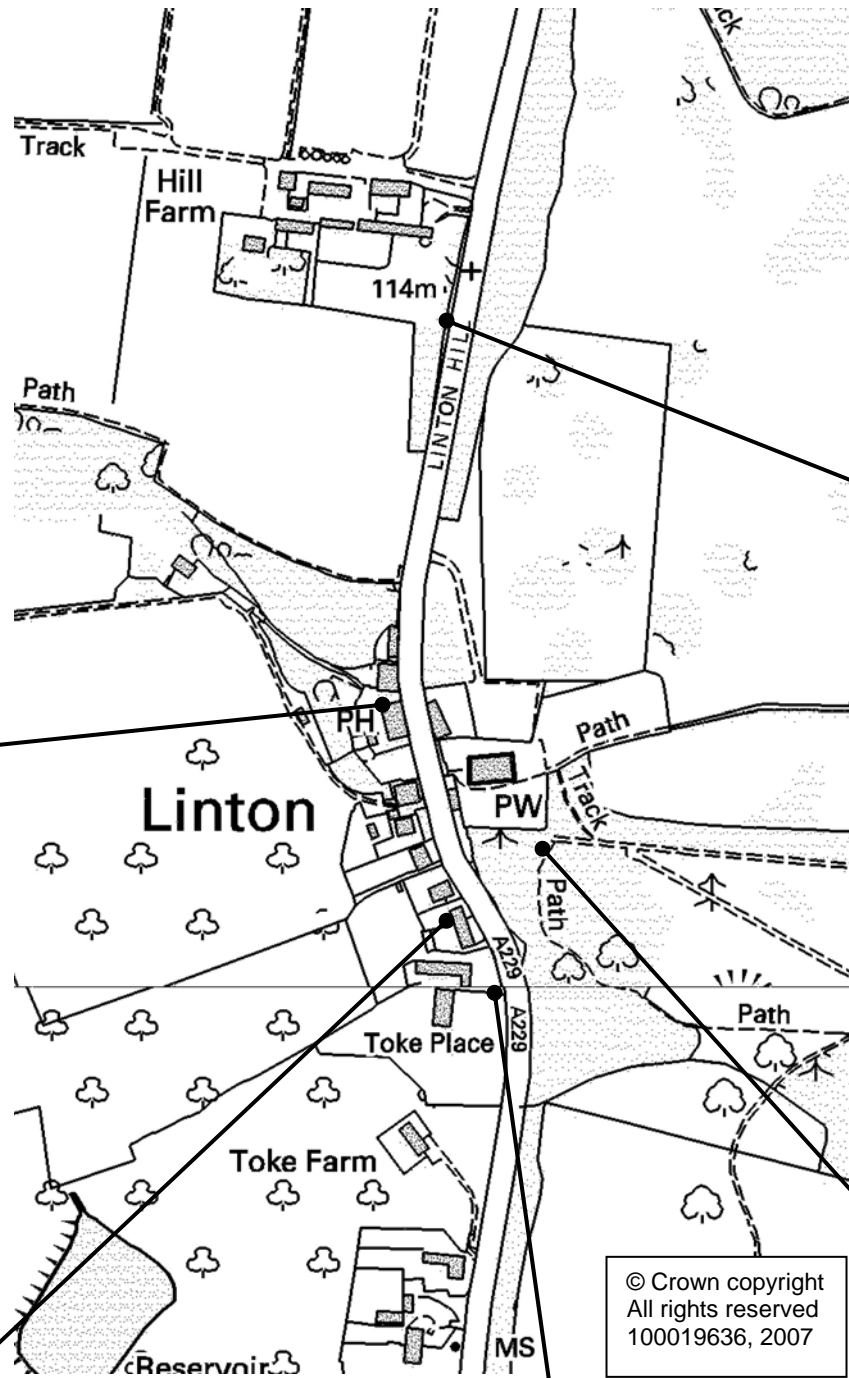 ck
Track
Hill
Farm
114m
LINTON HILL
Path
PH
Path
Track
PW
Linton
Path
A229
A229
Path
Toke Place
Toke Farm
MS
Reservoir
© Crown copyright
All rights reserved
100019636, 2007